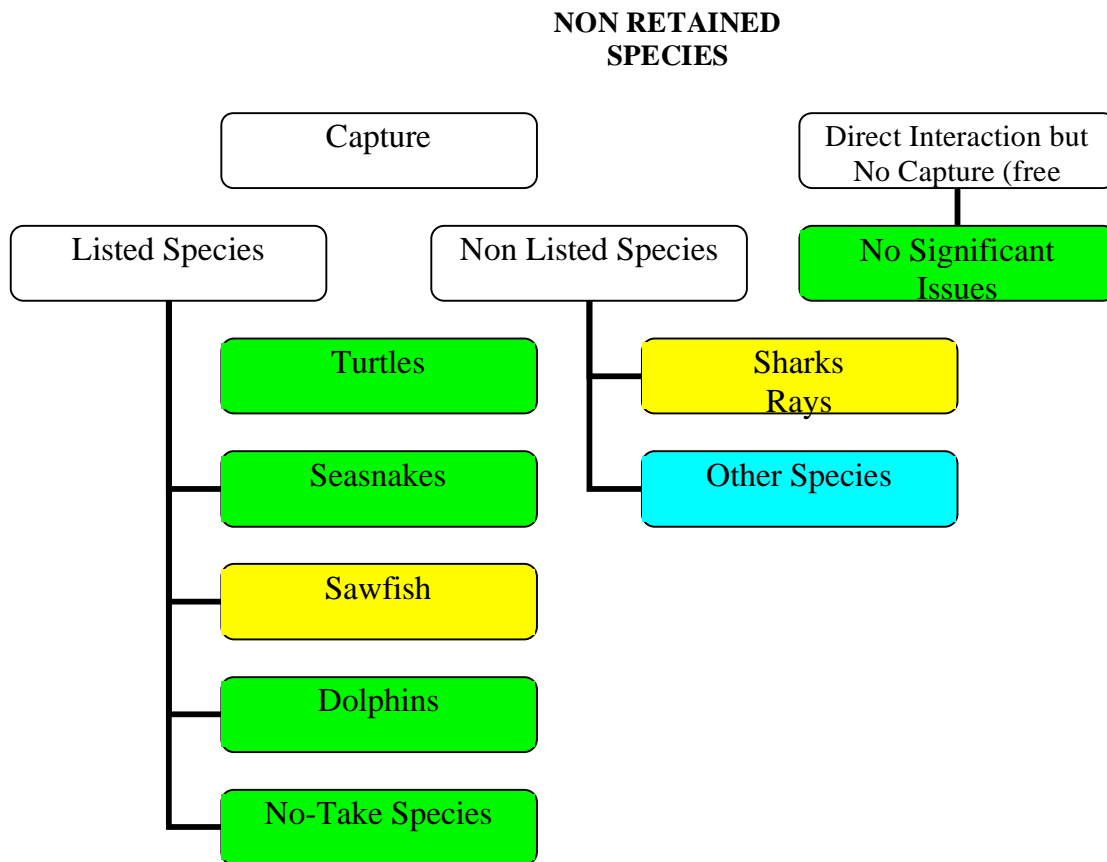 NON RETAINED
SPECIES
Capture
Direct Interaction but
No Capture (free
Listed Species
Non Listed Species
No Significant
Issues
Turtles
Sharks
Rays
Seasnakes
Other Species
Sawfish
Dolphins
No-Take Species